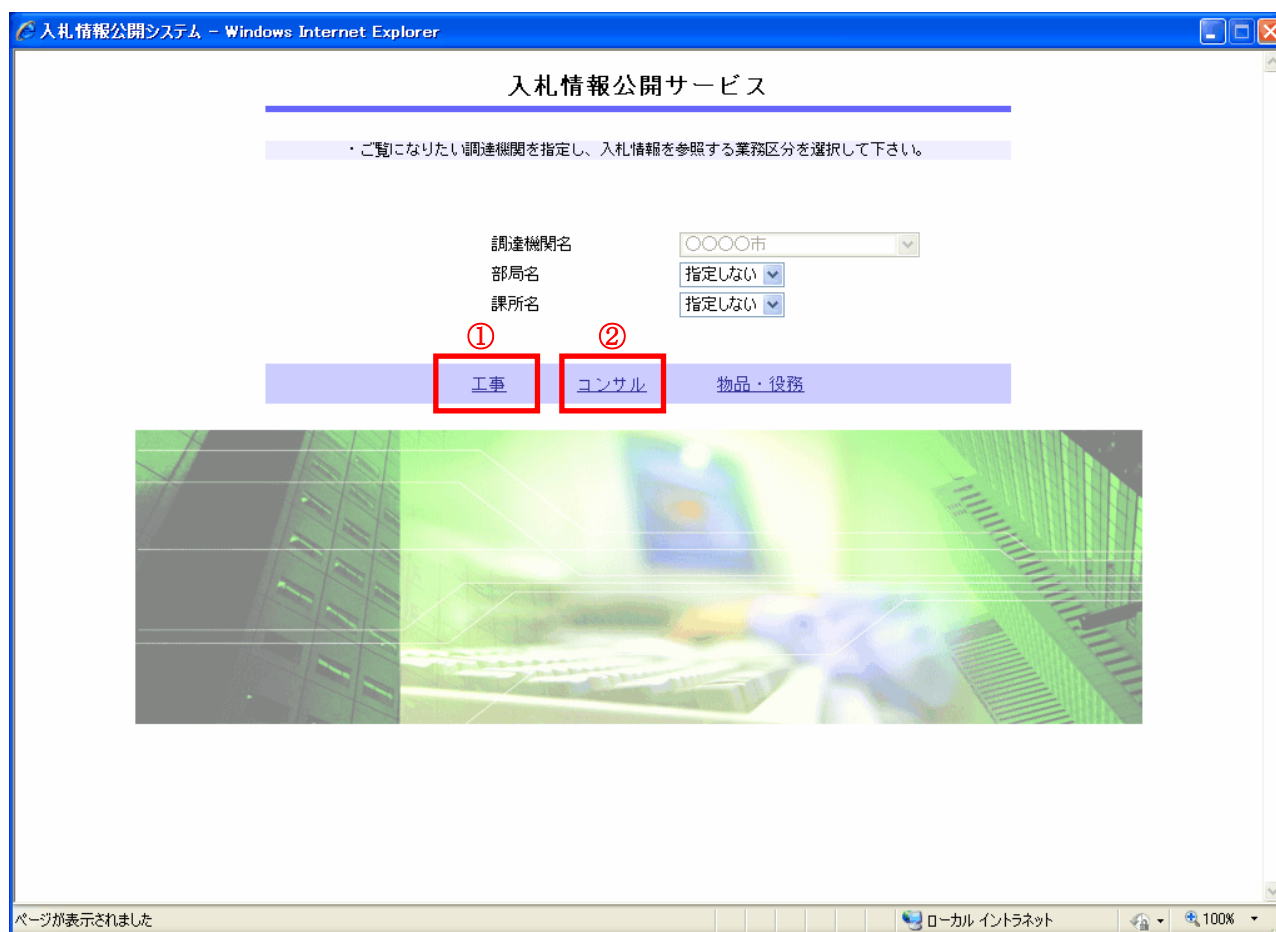 入札情報公開システム - Windows Internet Explorer
入札情報公開サービス
・ご覧になりたい調達機関を指定し、入札情報を参照する業務区分を選択して下さい。
調達機関名 ○○○○市
部局名 指定しない
課所名 指定しない
① ②
工事 コンサル 物品・役務
ページが表示されました ローカル イントラネット 100%